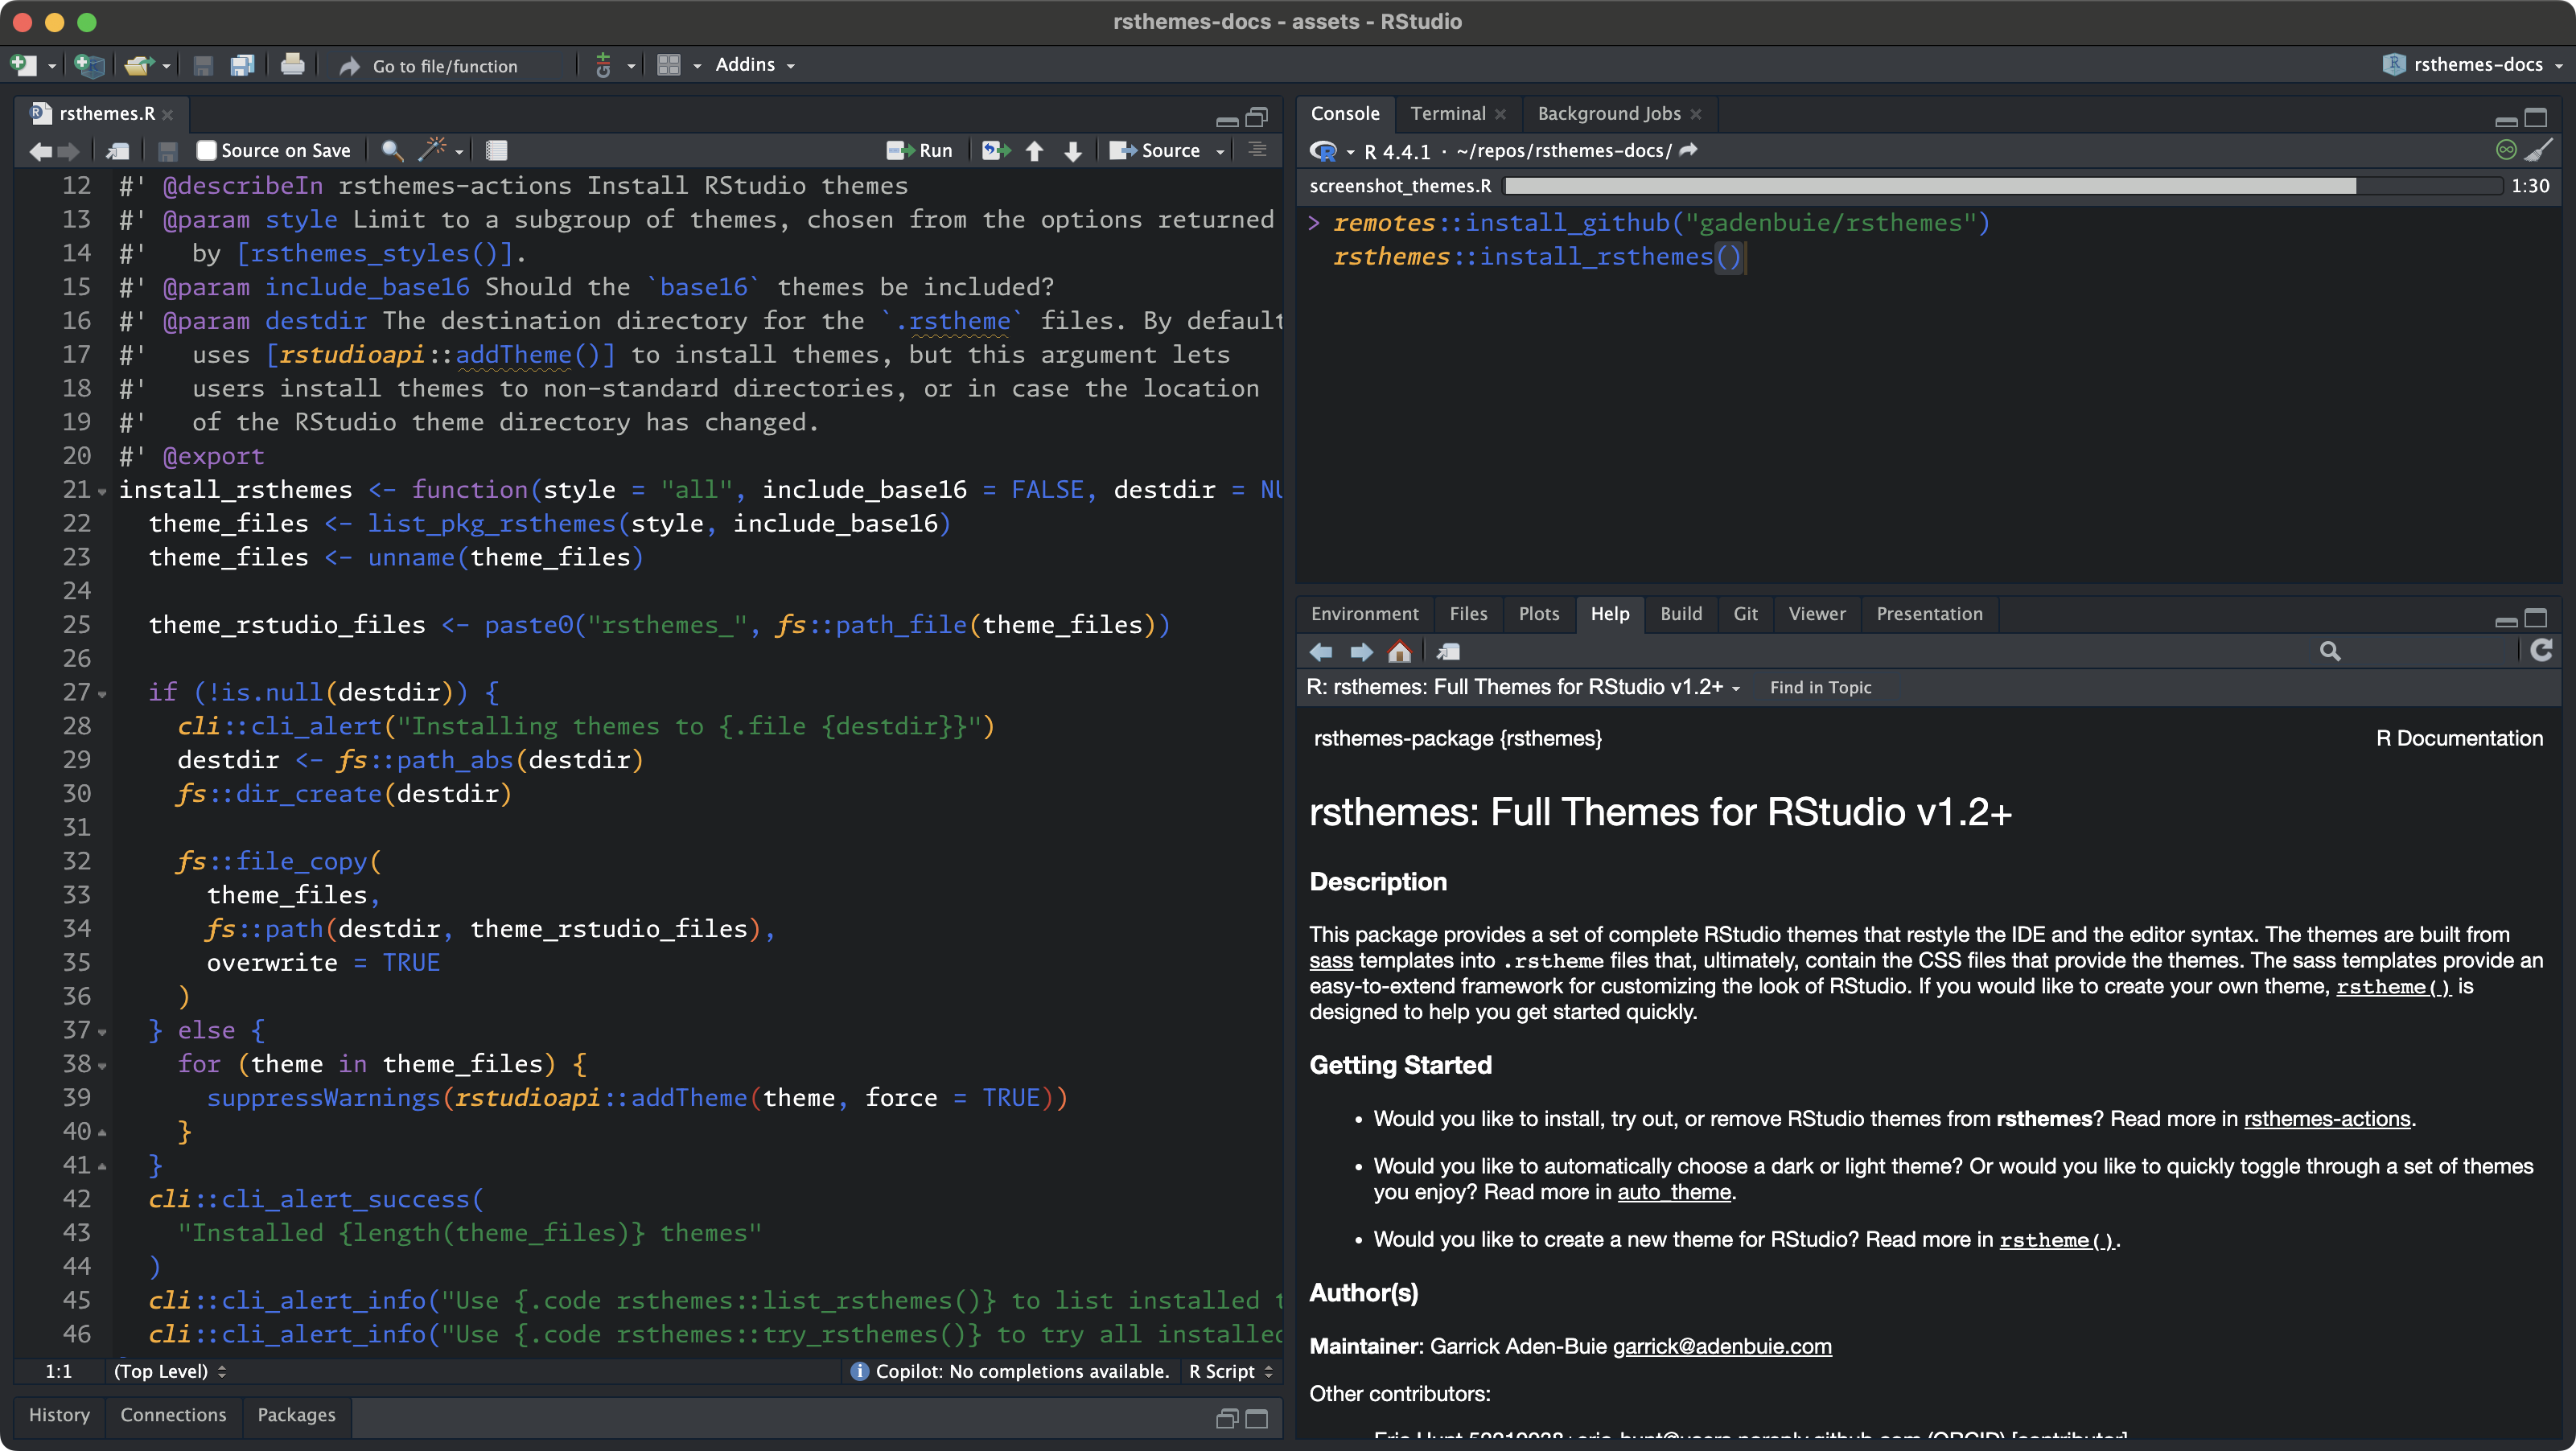 rsthemes-docs - assets - RStudio
Go to file/function
Addins
rsthemes-docs
rsthemes.R
Source on Save
Run
Source
12 #' @describeIn rsthemes-actions Install RStudio themes
13 #' @param style Limit to a subgroup of themes, chosen from the options returned
14 #'   by [rsthemes_styles()].
15 #' @param include_base16 Should the `base16` themes be included?
16 #' @param destdir The destination directory for the `.rstheme` files. By default
17 #'   uses [rstudioapi::addTheme()] to install themes, but this argument lets
18 #'   users install themes to non-standard directories, or in case the location
19 #'   of the RStudio theme directory has changed.
20 #' @export
21 install_rsthemes <- function(style = "all", include_base16 = FALSE, destdir = NU
22   theme_files <- list_pkg_rsthemes(style, include_base16)
23   theme_files <- unname(theme_files)
24
25   theme_rstudio_files <- paste0("rsthemes_", fs::path_file(theme_files))
26
27   if (!is.null(destdir)) {
28     cli::cli_alert("Installing themes to {.file {destdir}}")
29     destdir <- fs::path_abs(destdir)
30     fs::dir_create(destdir)
31
32     fs::file_copy(
33       theme_files,
34       fs::path(destdir, theme_rstudio_files),
35       overwrite = TRUE
36     )
37   } else {
38     for (theme in theme_files) {
39       suppressWarnings(rstudioapi::addTheme(theme, force = TRUE))
40     }
41   }
42   cli::cli_alert_success(
43     "Installed {length(theme_files)} themes"
44   )
45   cli::cli_alert_info("Use {.code rsthemes::list_rsthemes()} to list installed t
46   cli::cli_alert_info("Use {.code rsthemes::try_rsthemes()} to try all installed
1:1 (Top Level) Copilot: No completions available. R Script
History Connections Packages
Console Terminal Background Jobs
R 4.4.1 · ~/repos/rsthemes-docs/
screenshot_themes.R 1:30
> remotes::install_github("gadenbuie/rsthemes")
rsthemes::install_rsthemes()
Environment Files Plots Help Build Git Viewer Presentation
R: rsthemes: Full Themes for RStudio v1.2+ Find in Topic
rsthemes-package {rsthemes} R Documentation
rsthemes: Full Themes for RStudio v1.2+
Description
This package provides a set of complete RStudio themes that restyle the IDE and the editor syntax. The themes are built from
sass templates into .rstheme files that, ultimately, contain the CSS files that provide the themes. The sass templates provide an
easy-to-extend framework for customizing the look of RStudio. If you would like to create your own theme, rstheme() is
designed to help you get started quickly.
Getting Started
• Would you like to install, try out, or remove RStudio themes from rsthemes? Read more in rsthemes-actions.
• Would you like to automatically choose a dark or light theme? Or would you like to quickly toggle through a set of themes
you enjoy? Read more in auto_theme.
• Would you like to create a new theme for RStudio? Read more in rstheme().
Author(s)
Maintainer: Garrick Aden-Buie garrick@adenbuie.com
Other contributors: